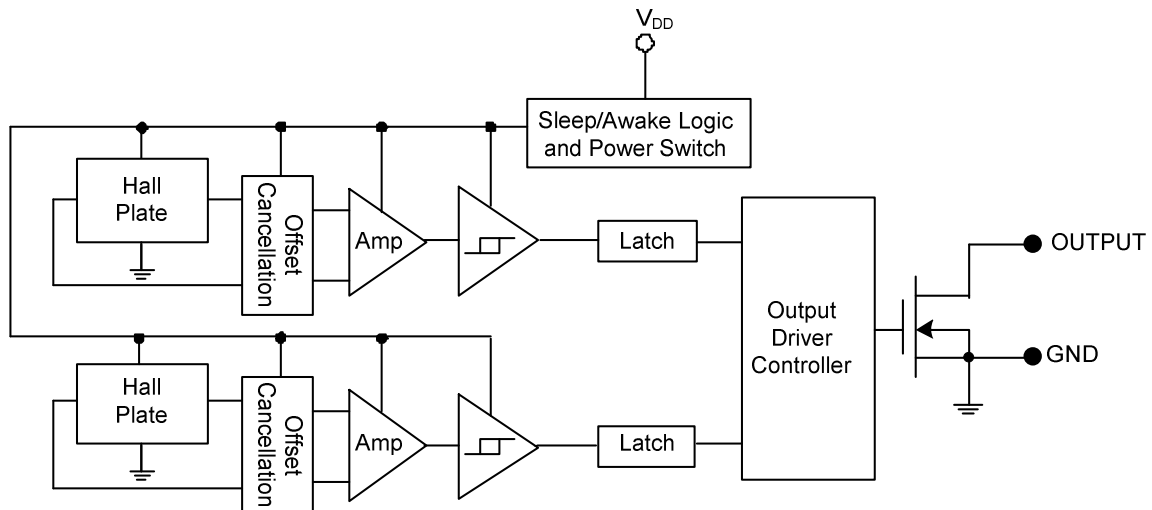 VDD
Sleep/Awake Logic
and Power Switch
Hall
Plate
Offset
Cancellation
Amp
Latch
OUTPUT
Output
Driver
Controller
GND
Hall
Plate
Offset
Cancellation
Amp
Latch